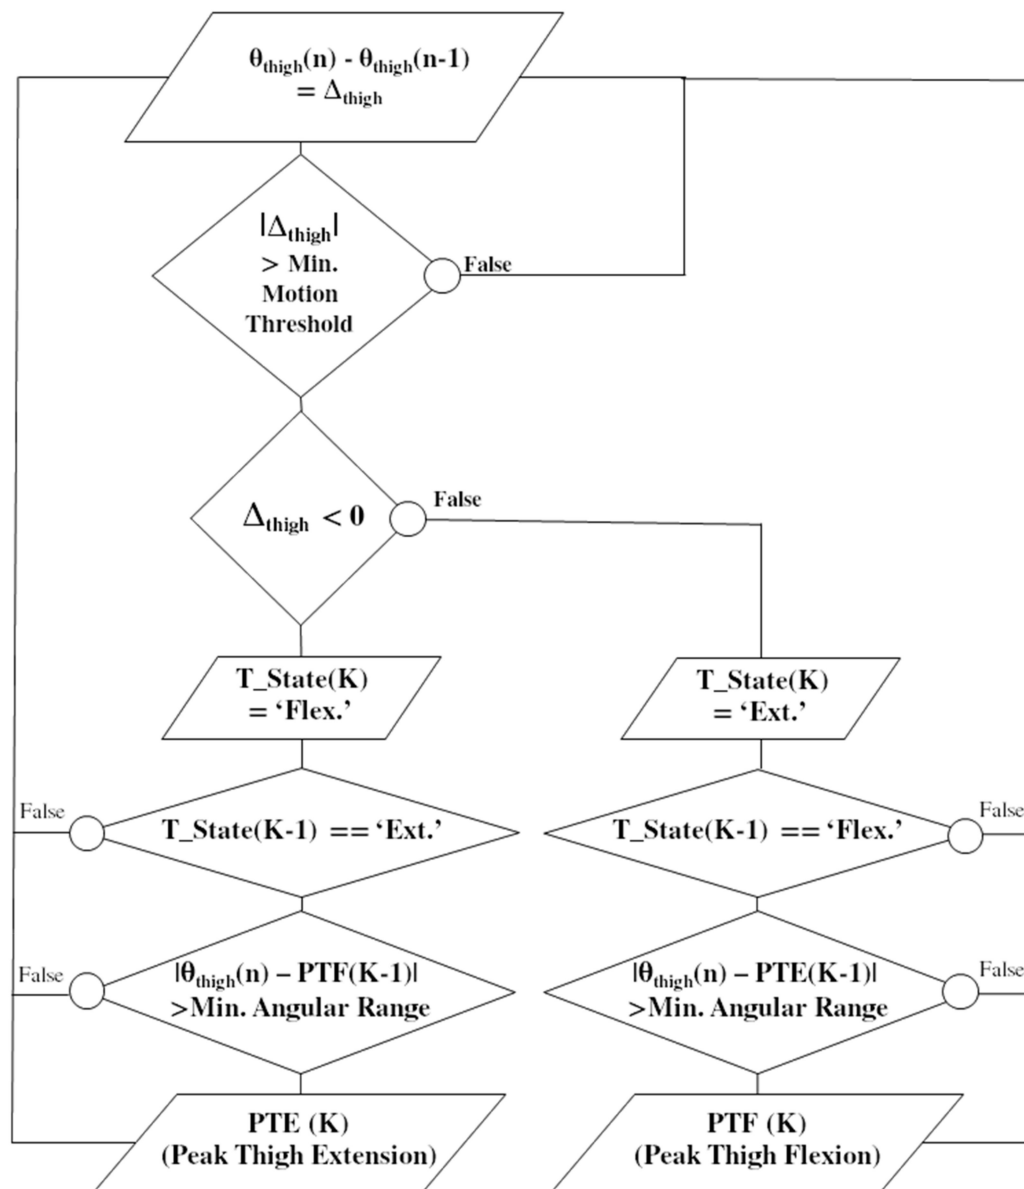 θthigh(n) - θthigh(n-1)
= Δthigh
|Δthigh|
> Min.
Motion
Threshold
False
Δthigh < 0
False
T_State(K)
= ‘Flex.’
T_State(K)
= ‘Ext.’
False
T_State(K-1) == ‘Ext.’
T_State(K-1) == ‘Flex.’
False
False
|θthigh(n) – PTF(K-1)|
>Min. Angular Range
|θthigh(n) – PTE(K-1)|
>Min. Angular Range
False
PTE (K)
(Peak Thigh Extension)
PTF (K)
(Peak Thigh Flexion)